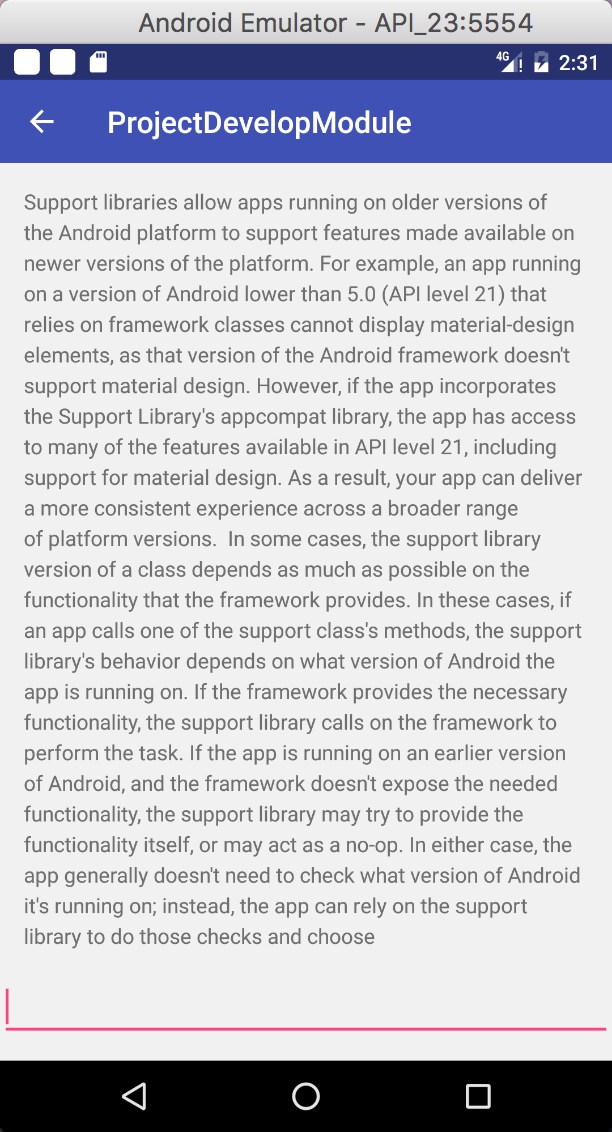 Android Emulator - API_23:5554
4G 2:31
ProjectDevelopModule
Support libraries allow apps running on older versions of
the Android platform to support features made available on
newer versions of the platform. For example, an app running
on a version of Android lower than 5.0 (API level 21) that
relies on framework classes cannot display material-design
elements, as that version of the Android framework doesn't
support material design. However, if the app incorporates
the Support Library's appcompat library, the app has access
to many of the features available in API level 21, including
support for material design. As a result, your app can deliver
a more consistent experience across a broader range
of platform versions.  In some cases, the support library
version of a class depends as much as possible on the
functionality that the framework provides. In these cases, if
an app calls one of the support class's methods, the support
library's behavior depends on what version of Android the
app is running on. If the framework provides the necessary
functionality, the support library calls on the framework to
perform the task. If the app is running on an earlier version
of Android, and the framework doesn't expose the needed
functionality, the support library may try to provide the
functionality itself, or may act as a no-op. In either case, the
app generally doesn't need to check what version of Android
it's running on; instead, the app can rely on the support
library to do those checks and choose